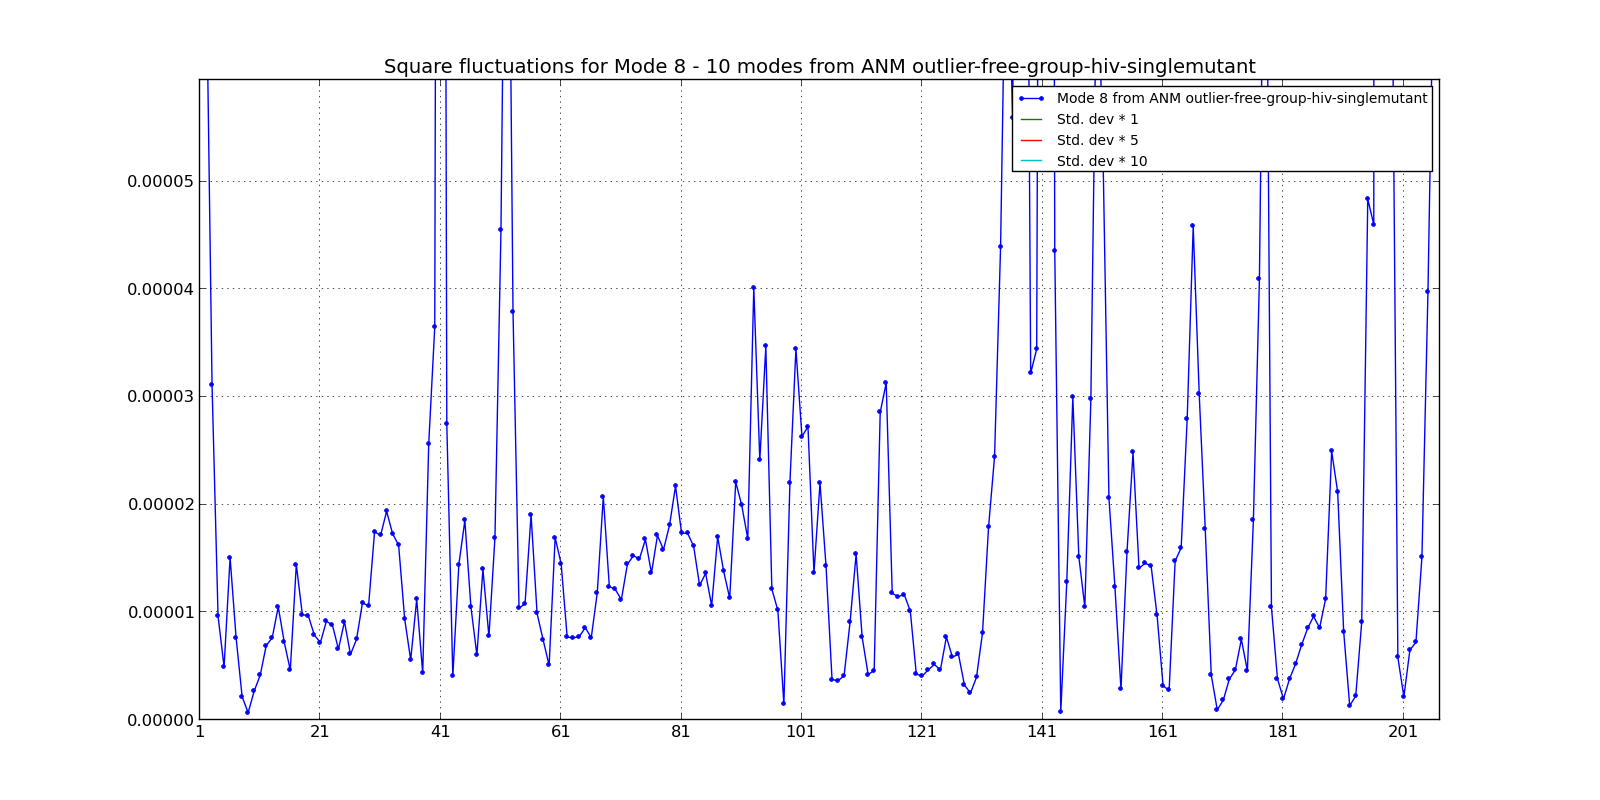 Square fluctuations for Mode 8 - 10 modes from ANM outlier-free-group-hiv-singlemutant
Mode 8 from ANM outlier-free-group-hiv-singlemutant
Std. dev * 1
Std. dev * 5
Std. dev * 10
0.00005
0.00004
0.00003
0.00002
0.00001
0.00000
1 21 41 61 81 101 121 141 161 181 201